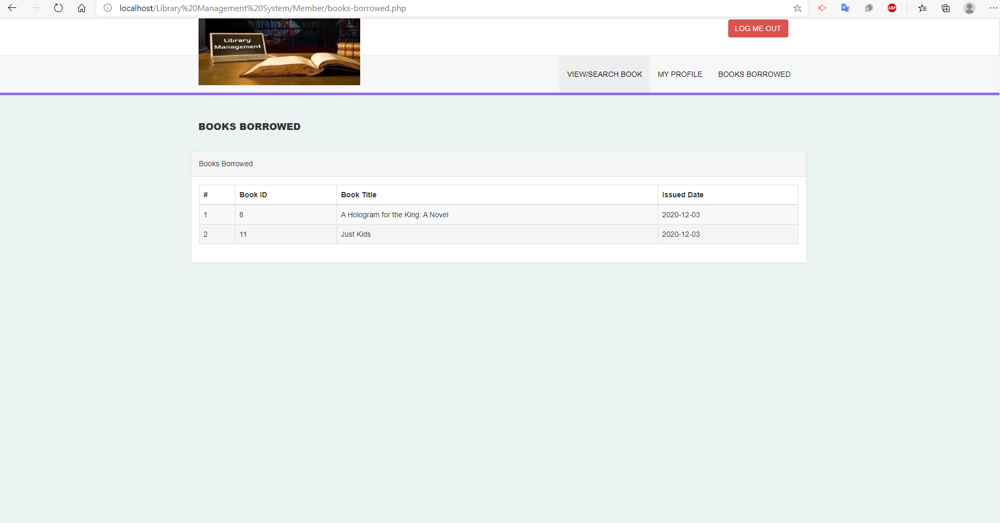 localhost/Library%20Management%20System/Member/books-borrowed.php
ABP
Library
Management
LOG ME OUT
VIEW/SEARCH BOOK MY PROFILE BOOKS BORROWED
BOOKS BORROWED
Books Borrowed
# Book ID Book Title Issued Date
1 8 A Hologram for the King: A Novel 2020-12-03
2 11 Just Kids 2020-12-03